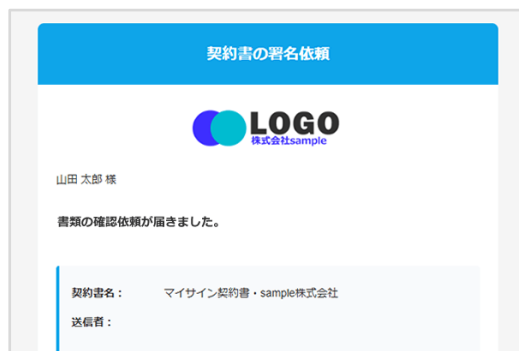 契約書の署名依頼
LOGO
株式会社sample
山田 太郎 様
書類の確認依頼が届きました。
契約書名： マイサイン契約書・sample株式会社
送信者：